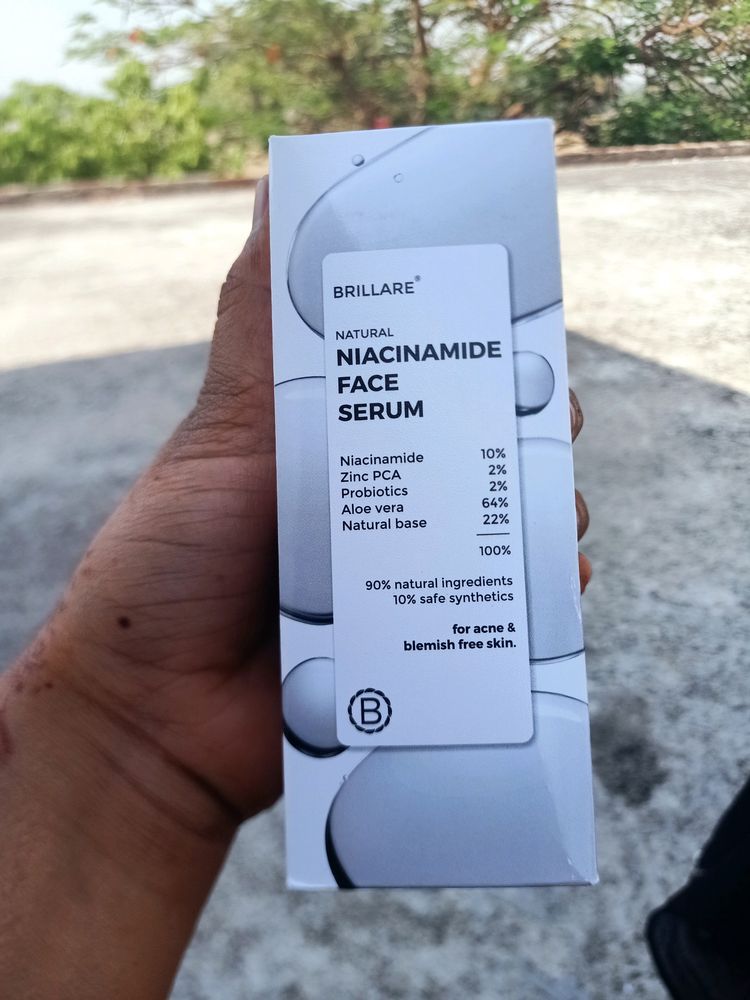 BRILLARE®
NATURAL
NIACINAMIDE
FACE
SERUM
Niacinamide 10%
Zinc PCA 2%
Probiotics 2%
Aloe vera 64%
Natural base 22%
100%
90% natural ingredients
10% safe synthetics
for acne &
blemish free skin.
B